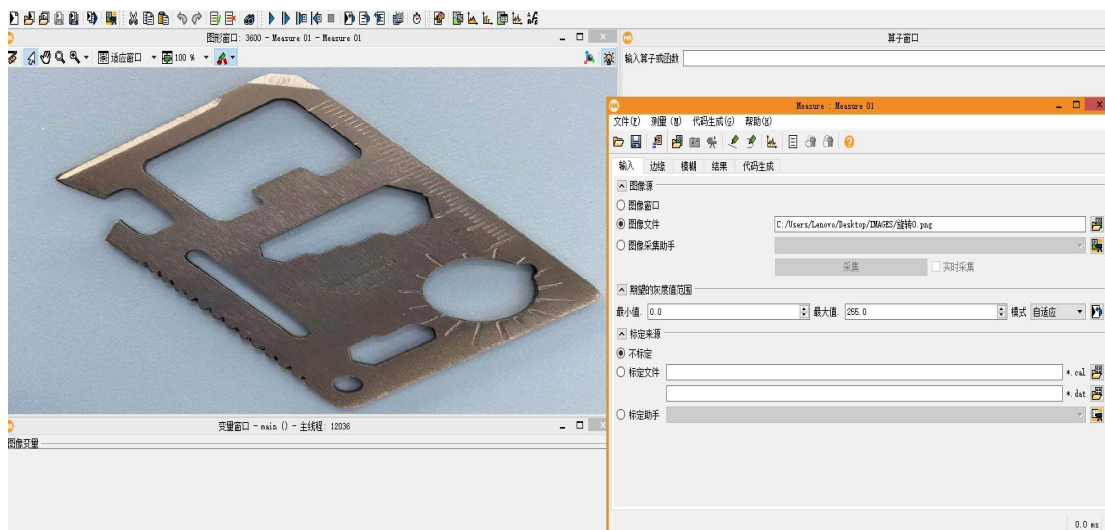 图形窗口: 3600 - Measure 01 - Measure 01
适应窗口 100 %
算子窗口
输入算子或函数
Measure : Measure 01
文件(F) 测量 (M) 代码生成(G) 帮助(H)
输入 边缘 模糊 结果 代码生成
图像源
图像窗口
图像文件 C:/Users/Lenovo/Desktop/IMAGES/旋转0.png
图像采集助手
采集 实时采集
期望的灰度值范围
最小值 0.0 最大值 255.0 模式 自适应
标定来源
不标定
标定文件 *.cal
*.dat
标定助手
变量窗口 - main () - 主线程: 12036
图像变量
0.0 ms